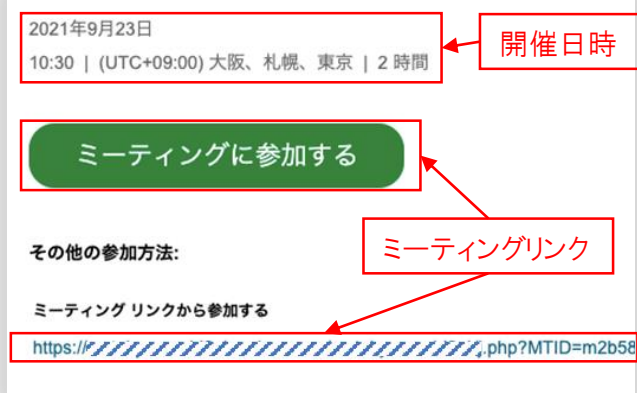 2021年9月23日
10:30 | (UTC+09:00) 大阪、札幌、東京 | 2 時間
開催日時
ミーティングに参加する
その他の参加方法:
ミーティングリンク
ミーティング リンクから参加する
https:// .php?MTID=m2b58